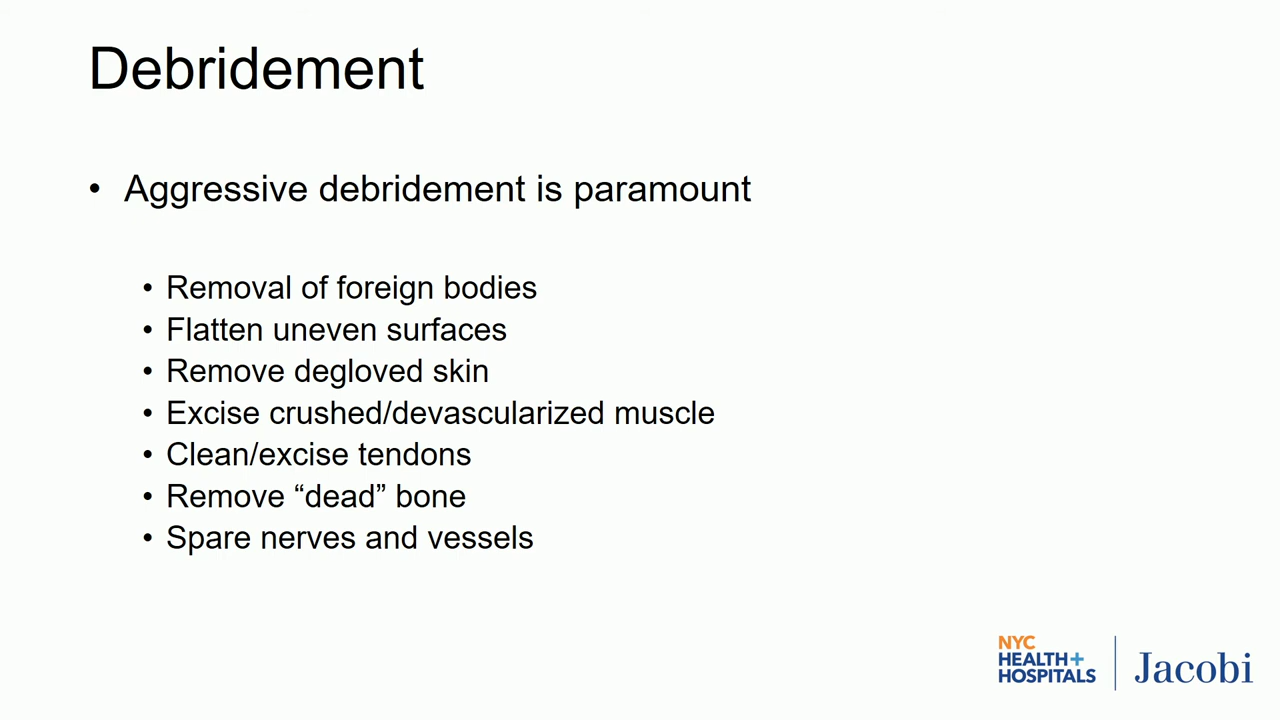 Debridement
• Aggressive debridement is paramount
• Removal of foreign bodies
• Flatten uneven surfaces
• Remove degloved skin
• Excise crushed/devascularized muscle
• Clean/excise tendons
• Remove “dead” bone
• Spare nerves and vessels
NYC
HEALTH+
HOSPITALS
Jacobi